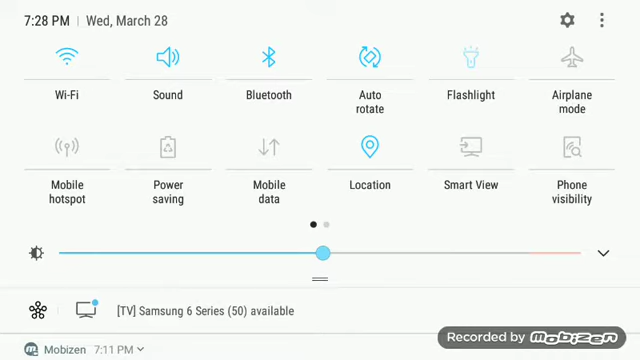 7:28 PM | Wed, March 28
Wi-Fi
Sound
Bluetooth
Auto
rotate
Flashlight
Airplane
mode
Mobile
hotspot
Power
saving
Mobile
data
Location
Smart View
Phone
visibility
[TV] Samsung 6 Series (50) available
Mobizen 7:11 PM
Recorded by Mobizen